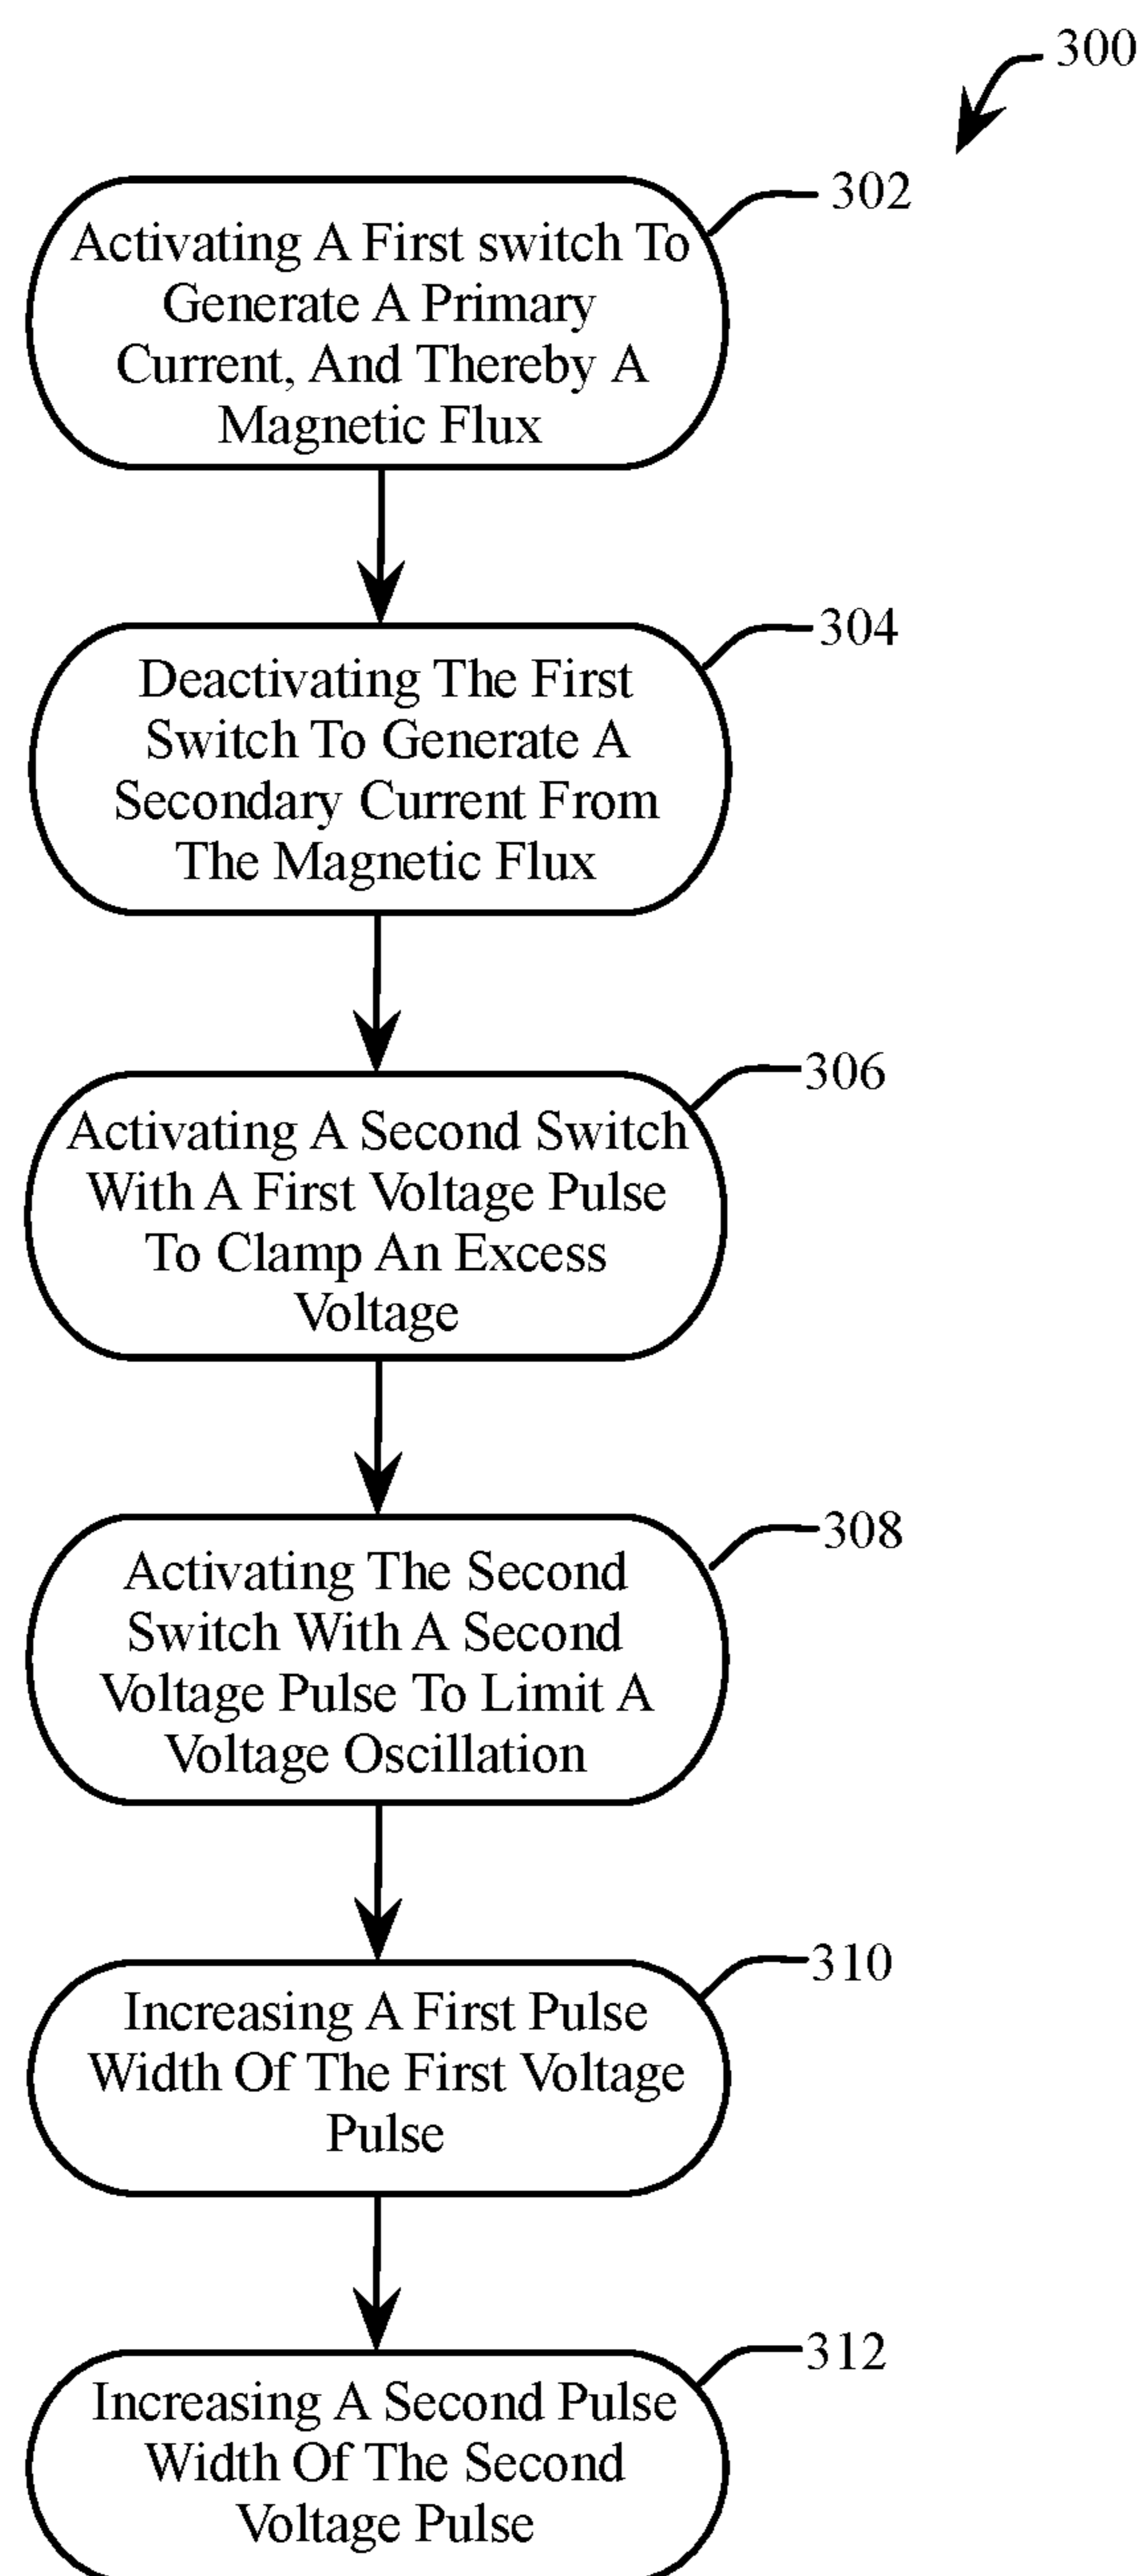 300
302
Activating A First switch To
Generate A Primary
Current, And Thereby A
Magnetic Flux
304
Deactivating The First
Switch To Generate A
Secondary Current From
The Magnetic Flux
306
Activating A Second Switch
With A First Voltage Pulse
To Clamp An Excess
Voltage
308
Activating The Second
Switch With A Second
Voltage Pulse To Limit A
Voltage Oscillation
310
Increasing A First Pulse
Width Of The First Voltage
Pulse
312
Increasing A Second Pulse
Width Of The Second
Voltage Pulse